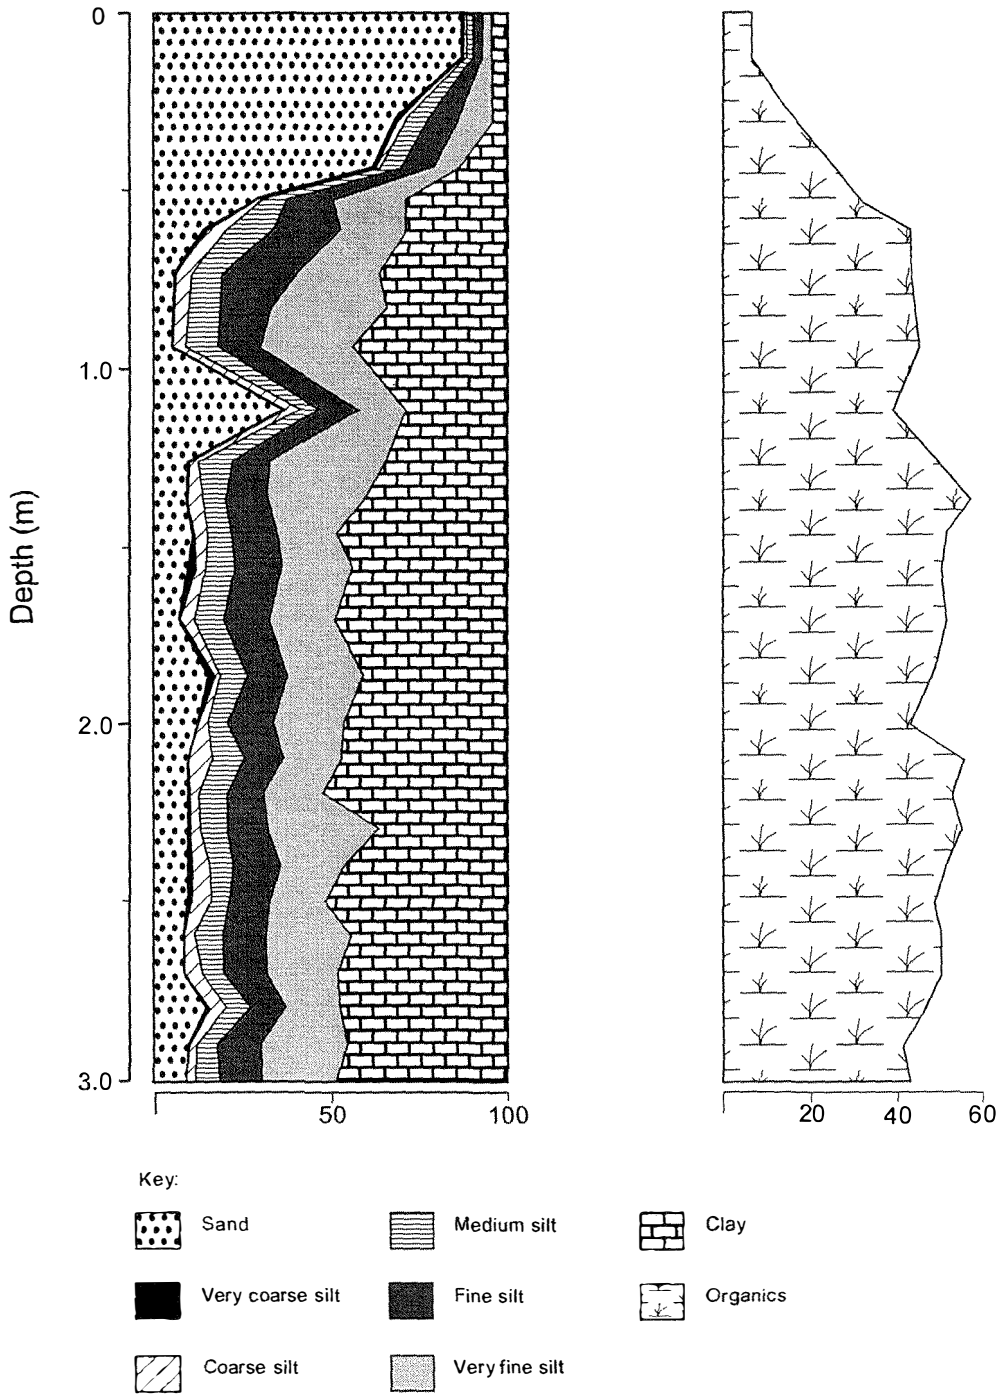 0
1.0
2.0
3.0
Depth (m)
50
100
20
40
60
Key:
Sand
Medium silt
Clay
Very coarse silt
Fine silt
Organics
Coarse silt
Very fine silt